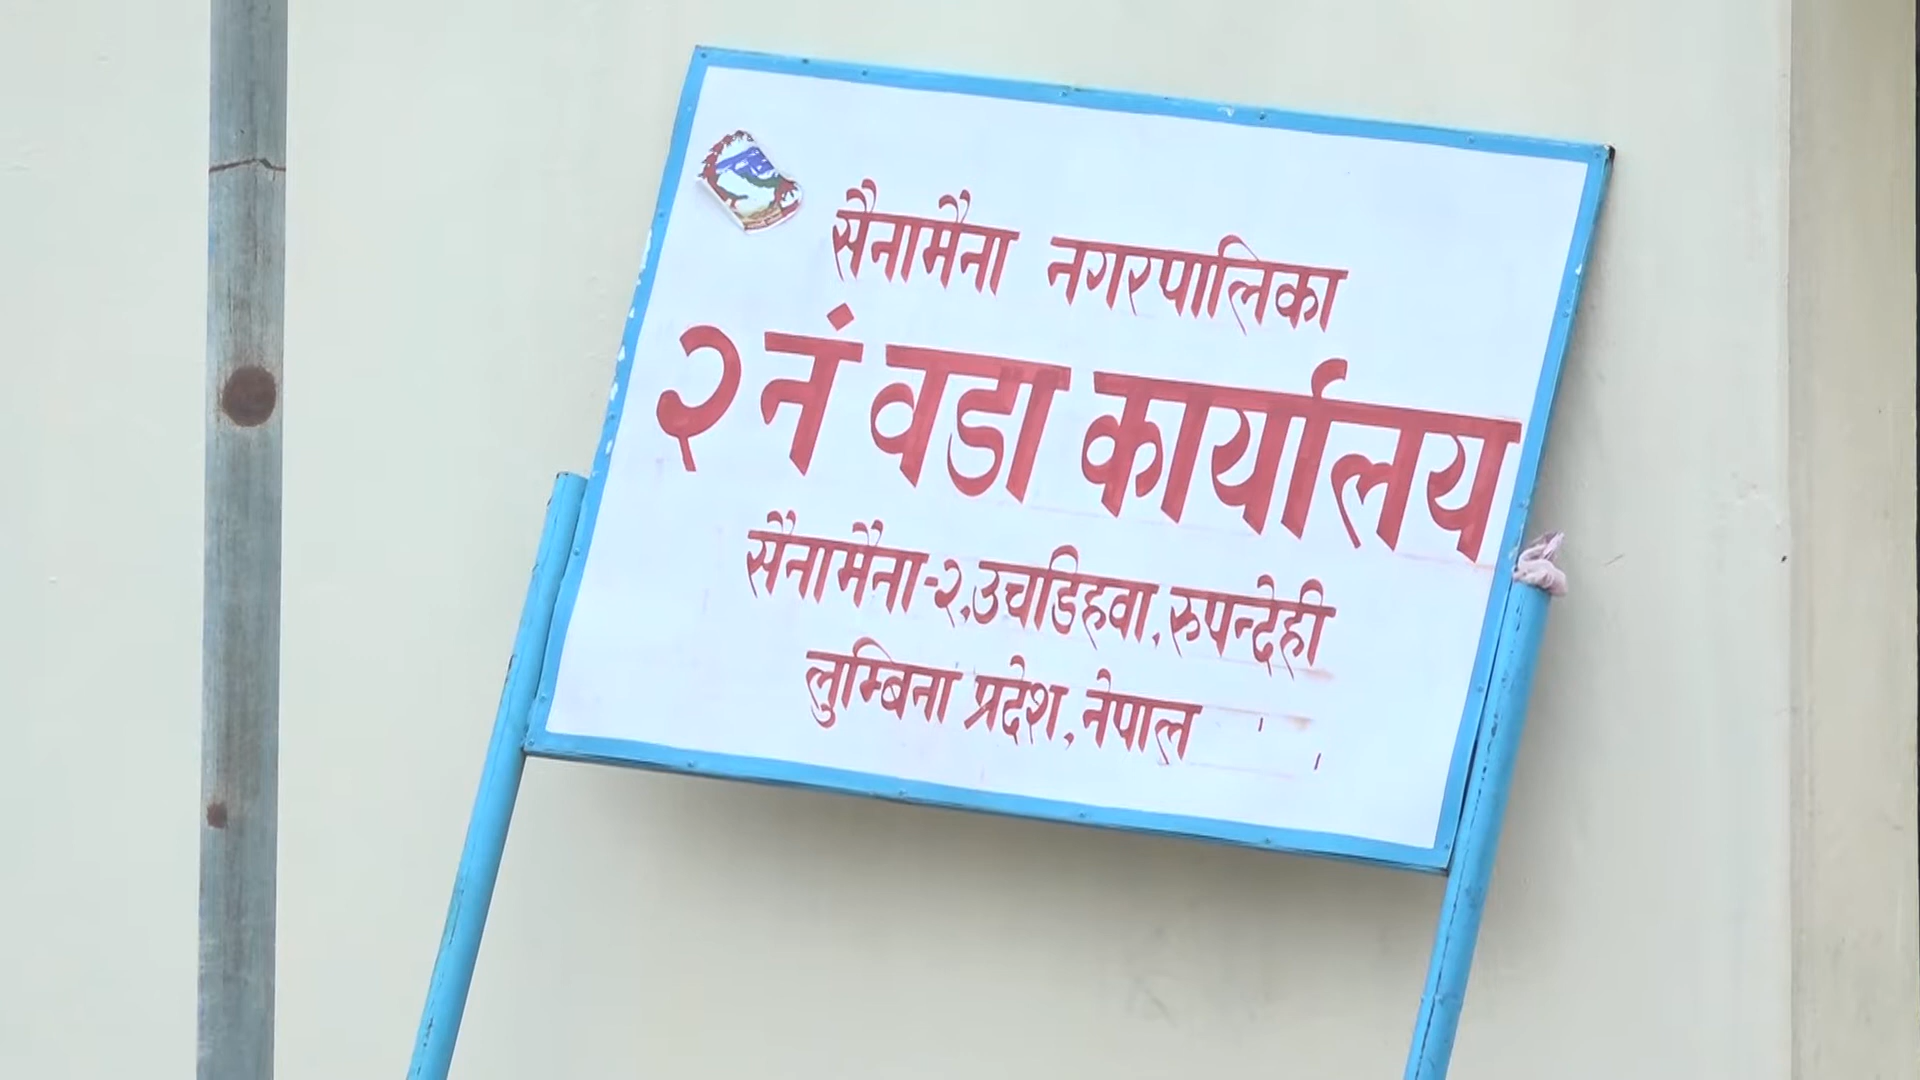 सैनामैना नगरपालिका
२ नं वडा कार्यालय
सैनामैना-२,उचडिहवा,रुपन्देही
लुम्बिना प्रदेश,नेपाल